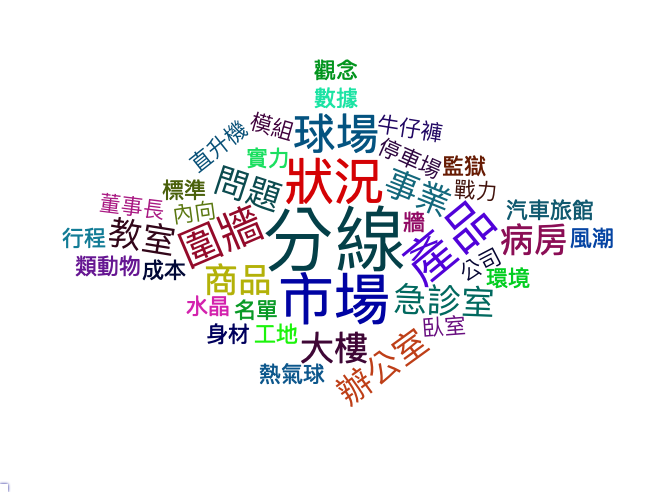 觀念
數據
球場
模組
牛仔褲
直升機
停車場
實力
監獄
狀況
問題
事業
戰力
標準
董事長
內向
分線
牆
產品
汽車旅館
行程
教室
圍牆
病房
風潮
類動物
成本
商品
公司
環境
市場
急診室
水晶
名單
臥室
身材
工地
大樓
辦公室
熱氣球